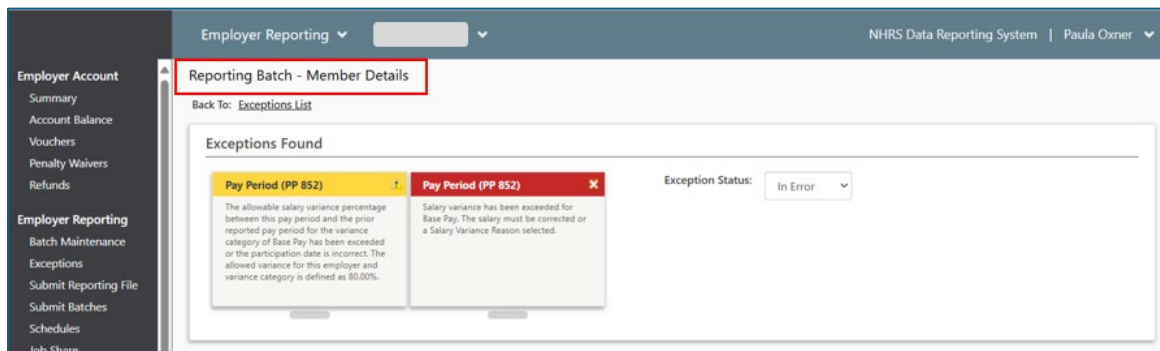 Employer Reporting
NHRS Data Reporting System | Paula Oxner
Employer Account
Summary
Account Balance
Vouchers
Penalty Waivers
Refunds
Employer Reporting
Batch Maintenance
Exceptions
Submit Reporting File
Submit Batches
Schedules
Job Share
Reporting Batch - Member Details
Back To: Exceptions List
Exceptions Found
Pay Period (PP 852)
The allowable salary variance percentage
between this pay period and the prior
reported pay period for the variance
category of Base Pay has been exceeded
or the participation date is incorrect. The
allowed variance for this employer and
variance category is defined as 80.00%.
Pay Period (PP 852)
Salary variance has been exceeded for
Base Pay. The salary must be corrected or
a Salary Variance Reason selected.
Exception Status: In Error